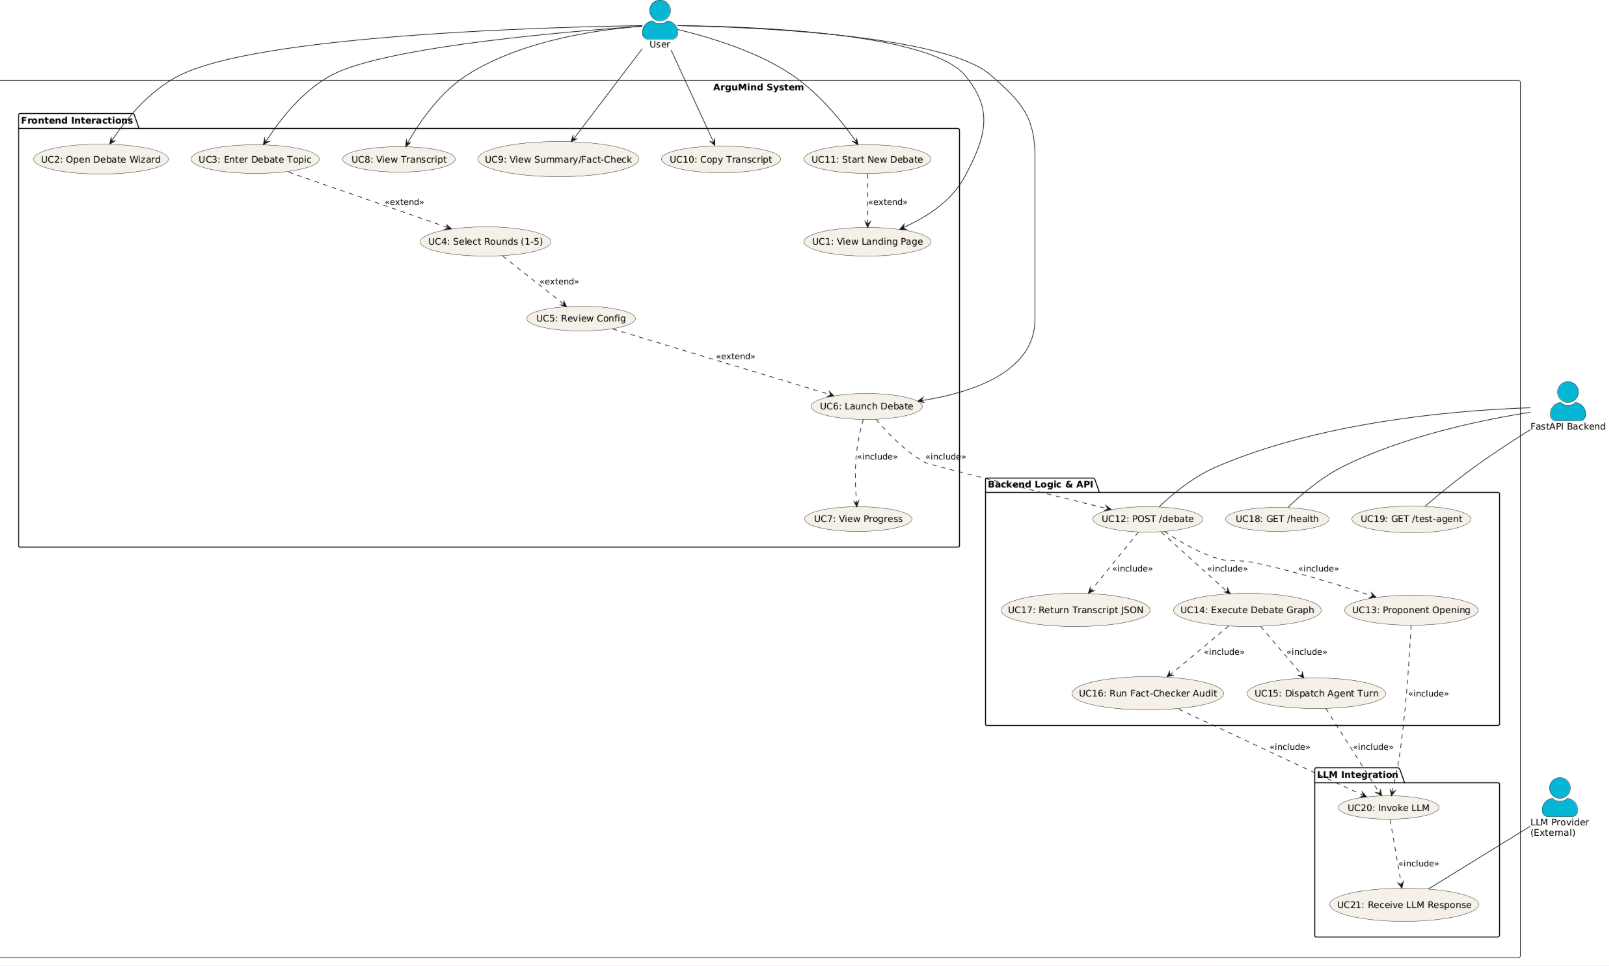 User
ArguMind System
Frontend Interactions
UC2: Open Debate Wizard
UC3: Enter Debate Topic
UC8: View Transcript
UC9: View Summary/Fact-Check
UC10: Copy Transcript
UC11: Start New Debate
«extend»
«extend»
UC4: Select Rounds (1-5)
UC1: View Landing Page
«extend»
UC5: Review Config
«extend»
UC6: Launch Debate
FastAPI Backend
«include»
«include»
Backend Logic & API
UC7: View Progress
UC12: POST /debate
UC18: GET /health
UC19: GET /test-agent
«include»
«include»
«include»
UC17: Return Transcript JSON
UC14: Execute Debate Graph
UC13: Proponent Opening
«include»
«include»
UC16: Run Fact-Checker Audit
UC15: Dispatch Agent Turn
«include»
«include»
«include»
LLM Integration
UC20: Invoke LLM
LLM Provider
(External)
«include»
UC21: Receive LLM Response